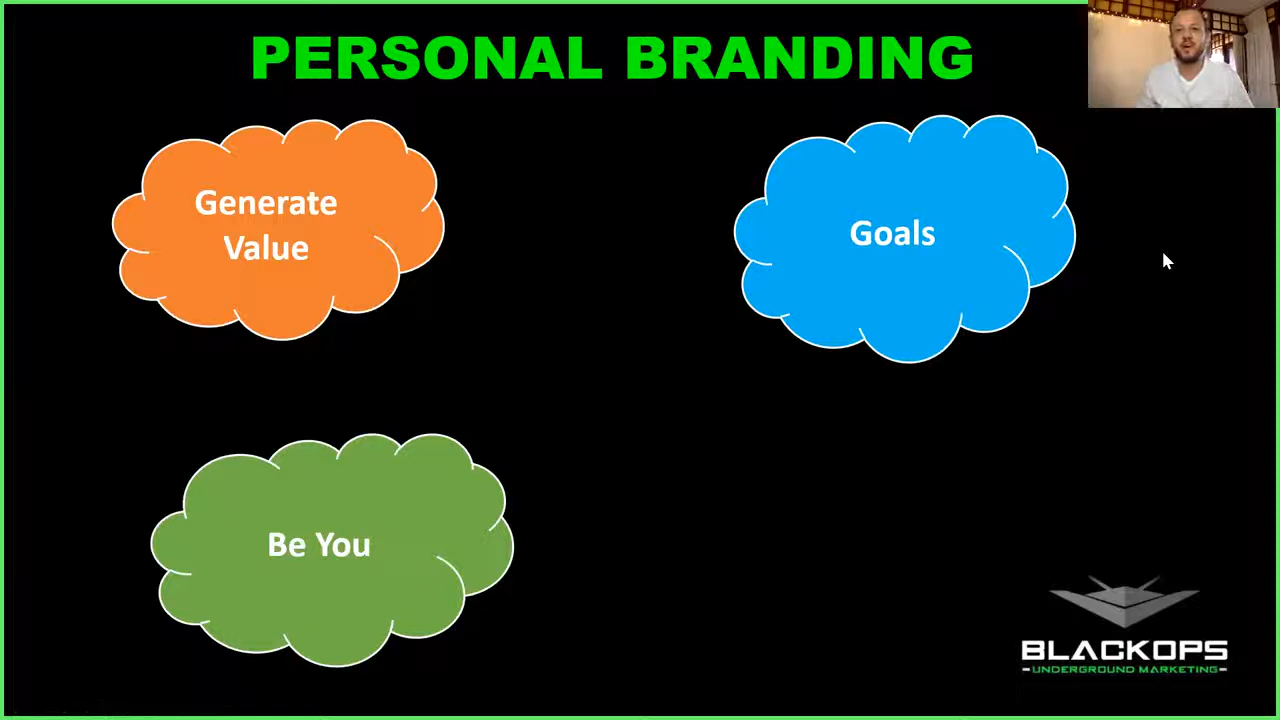 PERSONAL BRANDING
Generate
Value
Goals
Be You
BLACKOPS
UNDERGROUND MARKETING